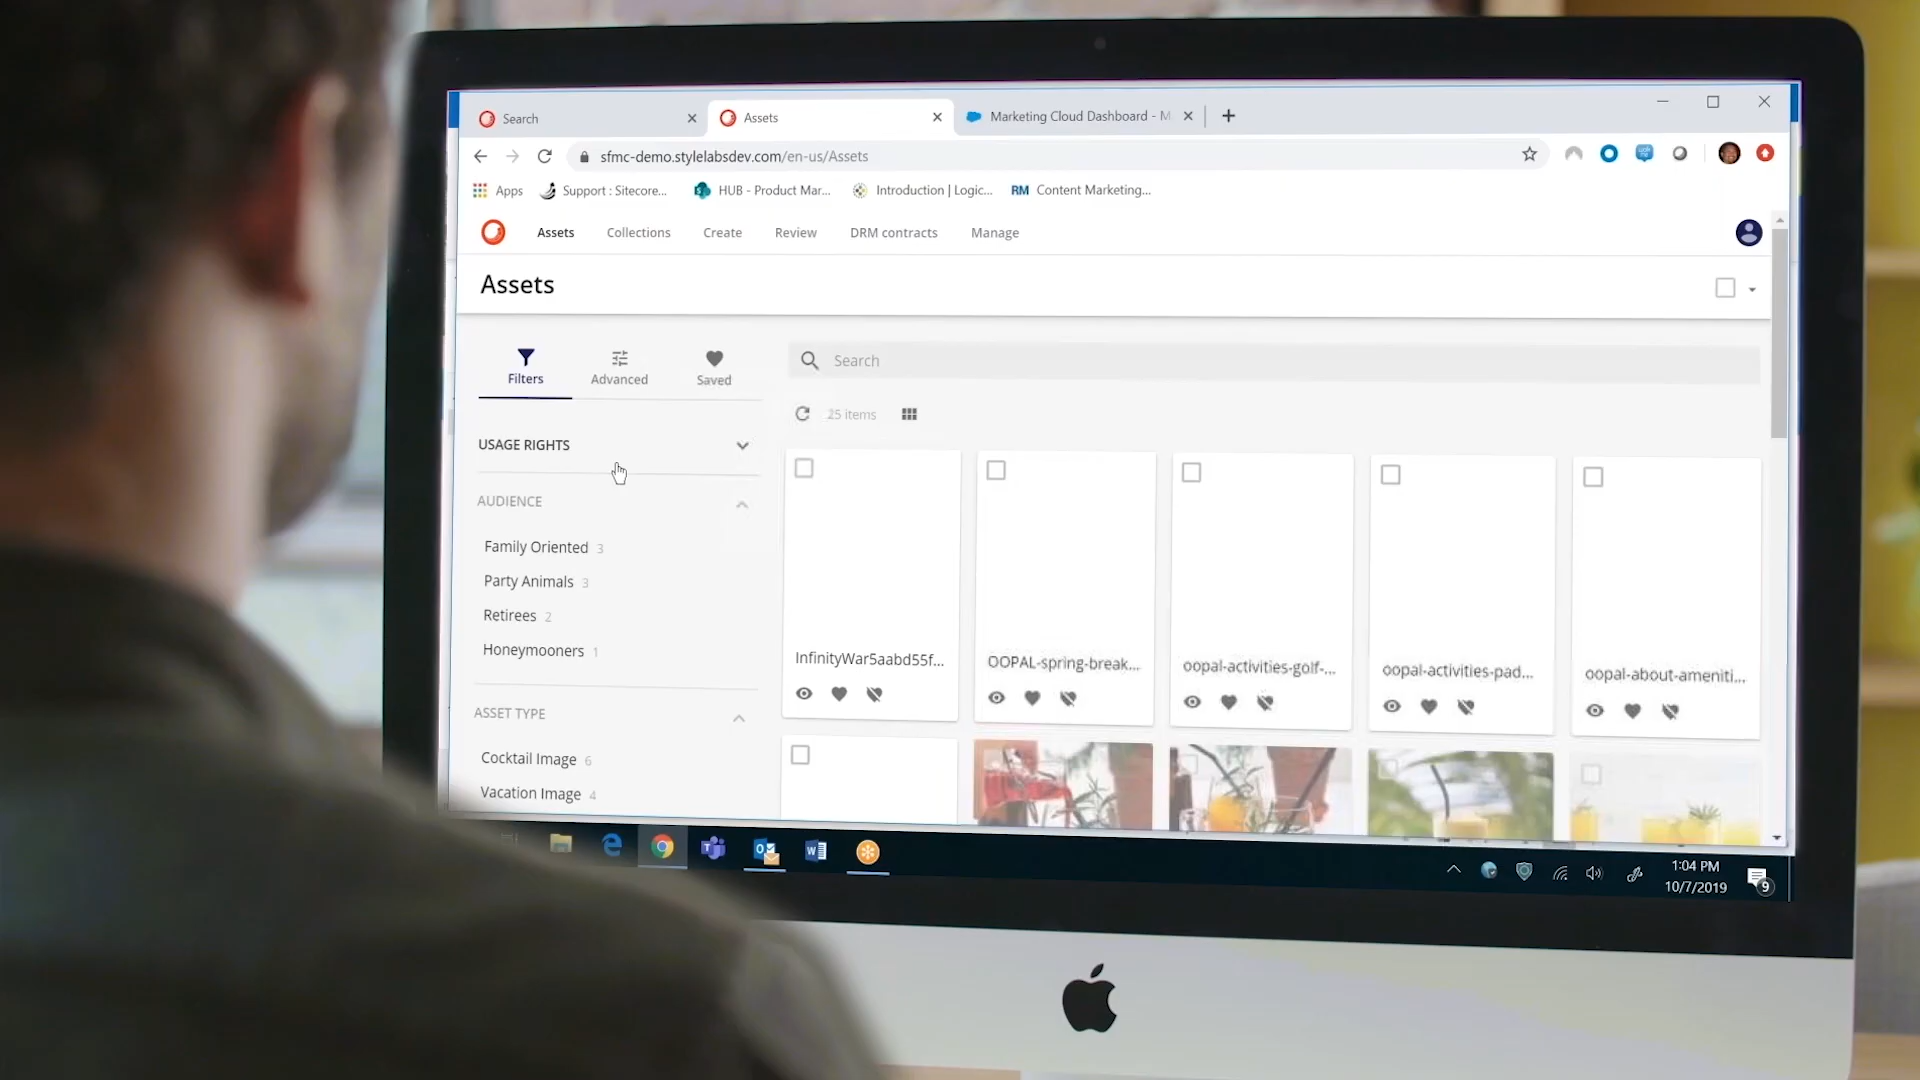 Search
Assets
Marketing Cloud Dashboard - M
sfmc-demo.stylelabsdev.com/en-us/Assets
Apps
Support : Sitecore...
HUB - Product Mar...
Introduction | Logic...
RM Content Marketing...
Assets
Collections
Create
Review
DRM contracts
Manage
Assets
Filters
Advanced
Saved
Search
25 items
USAGE RIGHTS
AUDIENCE
Family Oriented 3
Party Animals 3
Retirees 2
Honeymooners 1
ASSET TYPE
Cocktail Image 6
Vacation Image 4
InfinityWar5aabd55f...
OOPAL-spring-break...
oopal-activities-golf-...
oopal-activities-pad...
oopal-about-ameniti...
1:04 PM
10/7/2019
9